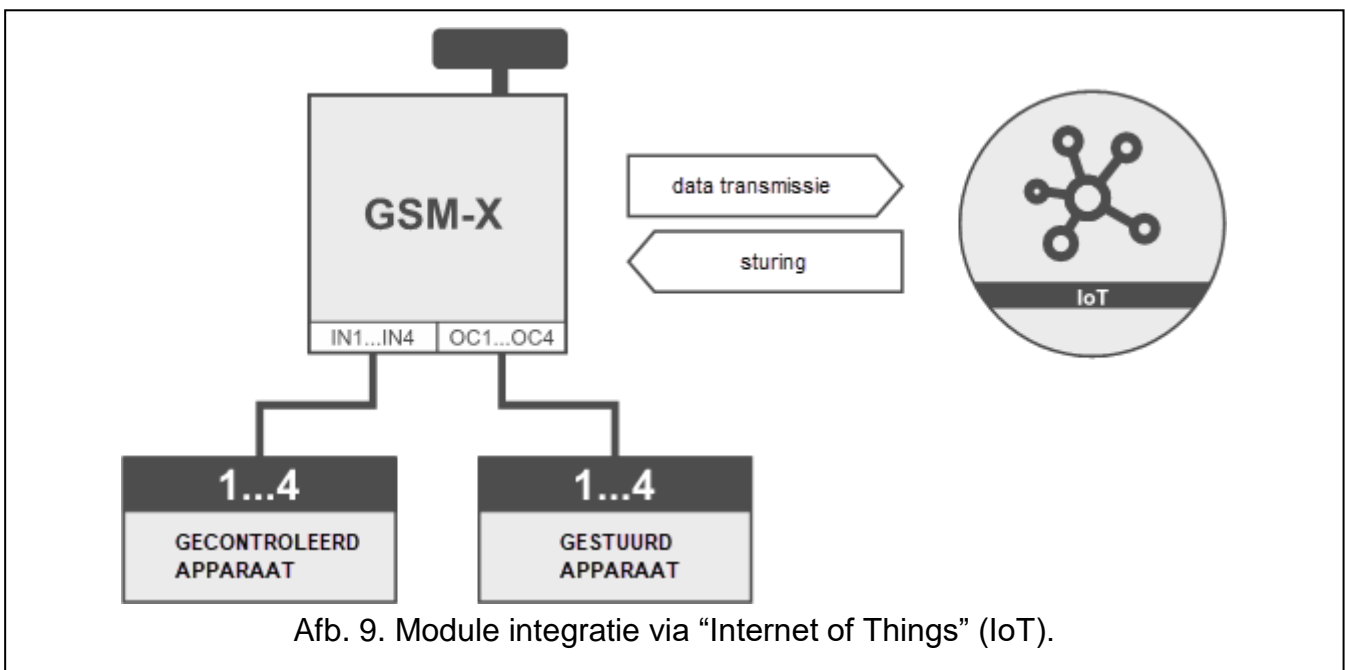 GSM-X
data transmissie
sturing
IoT
IN1...IN4
OC1...OC4
1...4
GECONTROLEERD
APPARAAT
1...4
GESTUURD
APPARAAT
Afb. 9. Module integratie via “Internet of Things” (IoT).